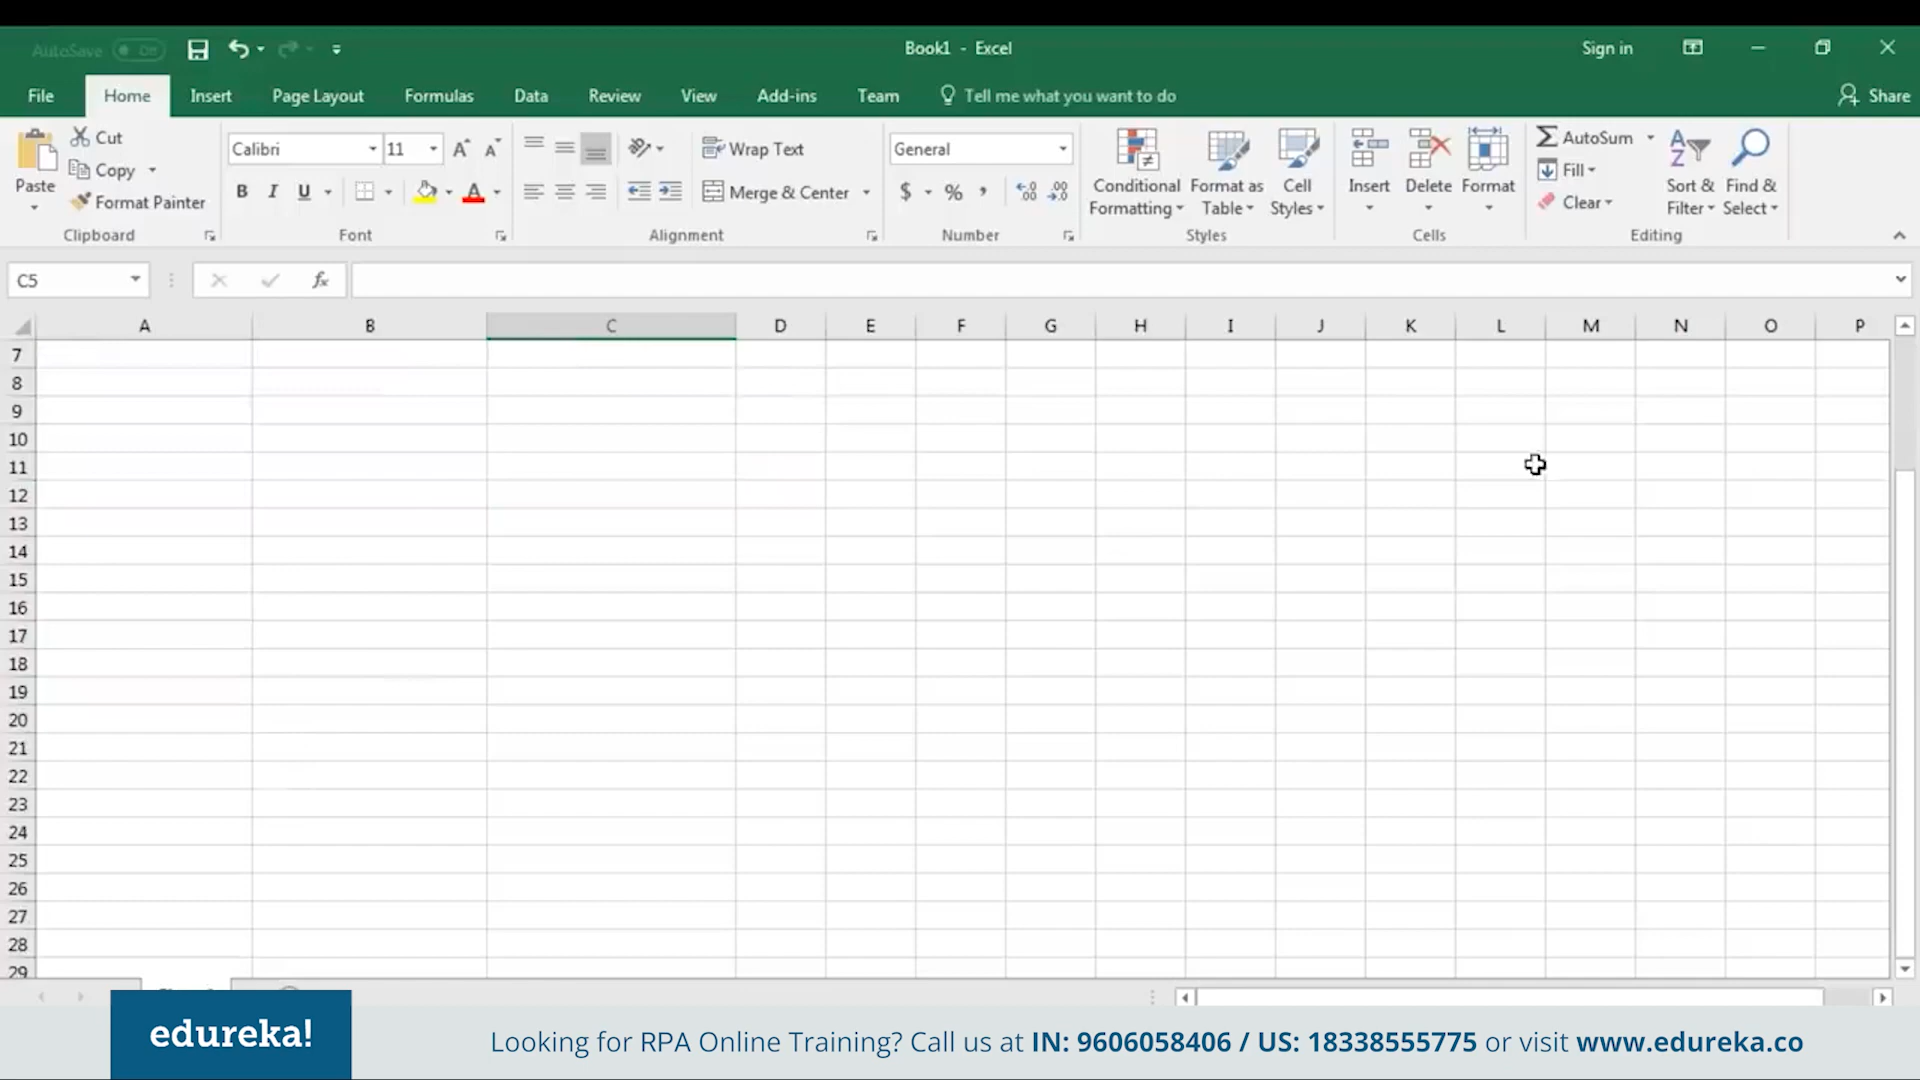 AutoSave Off
Book1 - Excel
Sign in
File Home Insert Page Layout Formulas Data Review View Add-ins Team Tell me what you want to do Share
Paste
Cut
Copy
Format Painter
Clipboard
Calibri 11
B I U A
Font
Wrap Text
Merge & Center
Alignment
General
$ % ,
Number
Conditional Formatting
Format as Table
Cell Styles
Styles
Insert
Delete
Format
Cells
AutoSum
Fill
Clear
Sort & Filter
Find & Select
Editing
C5
fx
A B C D E F G H I J K L M N O P
7
8
9
10
11
12
13
14
15
16
17
18
19
20
21
22
23
24
25
26
27
28
29
edureka!
Looking for RPA Online Training? Call us at IN: 9606058406 / US: 18338555775 or visit www.edureka.co